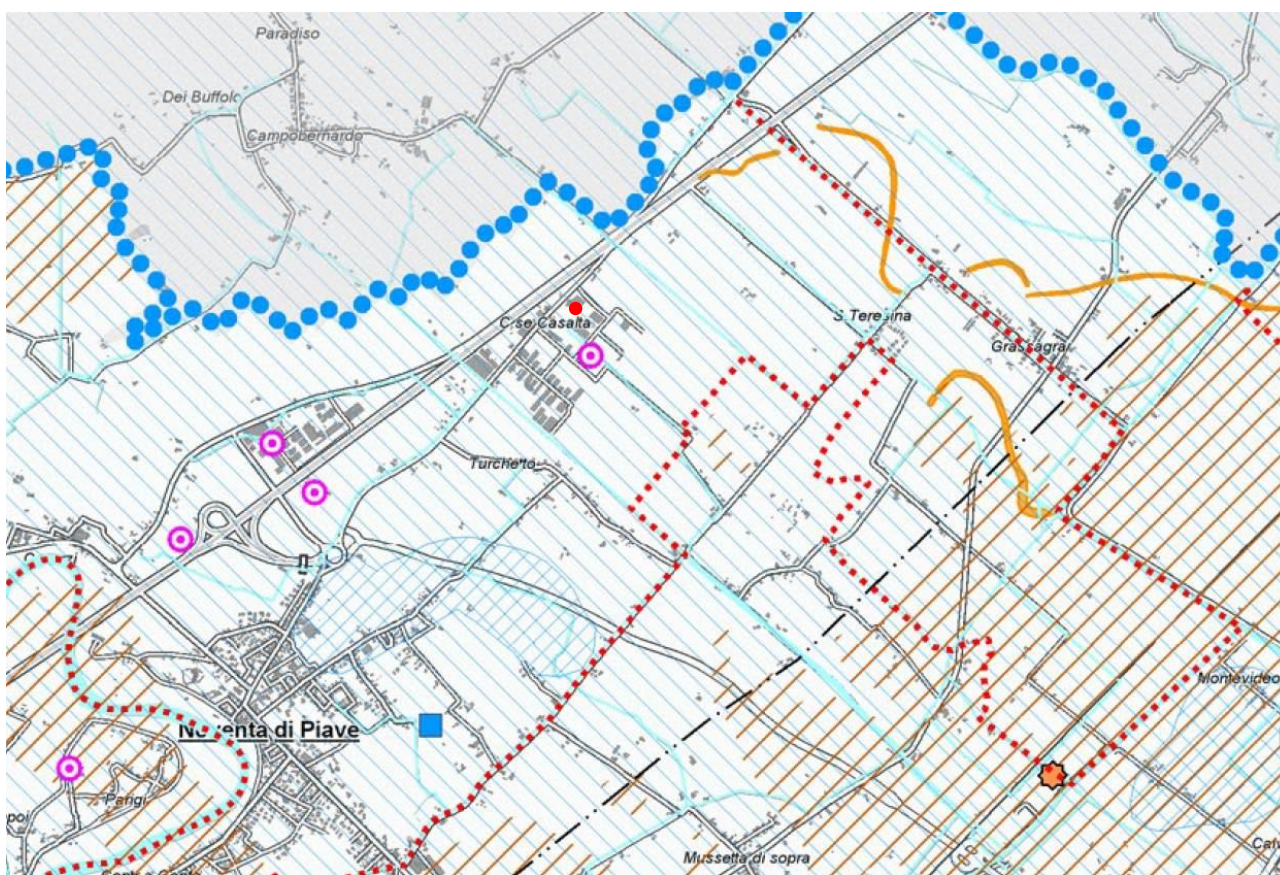 Paradiso
Dei Buffolo
Campobernardo
C.se Casalta
S. Teresina
Grassaga
Turchetto
Montevideo
Noventa di Piave
Pangi
Mussetta di sopra